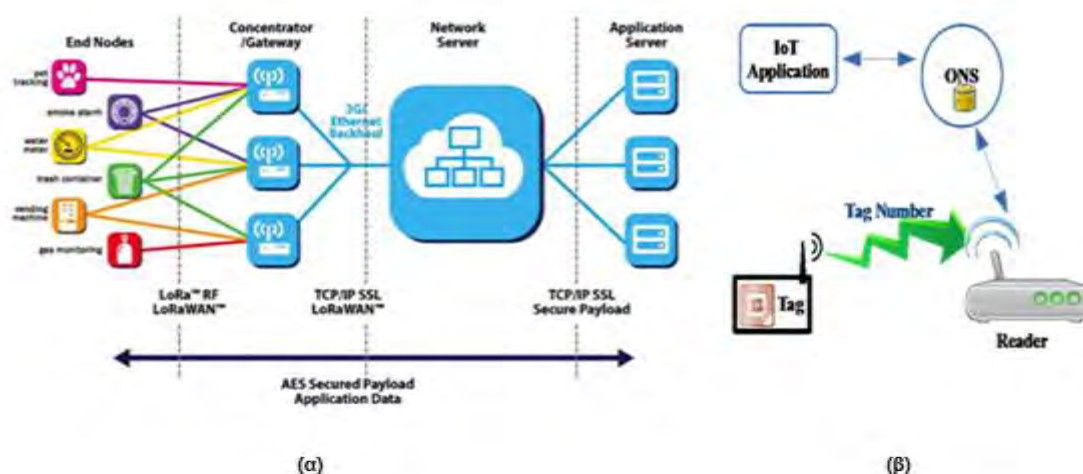 End Nodes
Concentrator
/Gateway
Network
Server
Application
Server
pet
tracking
smoke alarm
water
meter
trash container
vending
machine
gas monitoring
3G/
Ethernet
Backhaul
LoRa™ RF
LoRaWAN™
TCP/IP SSL
LoRaWAN™
TCP/IP SSL
Secure Payload
AES Secured Payload
Application Data
(α)
IoT
Application
ONS
Tag Number
Tag
Reader
(β)